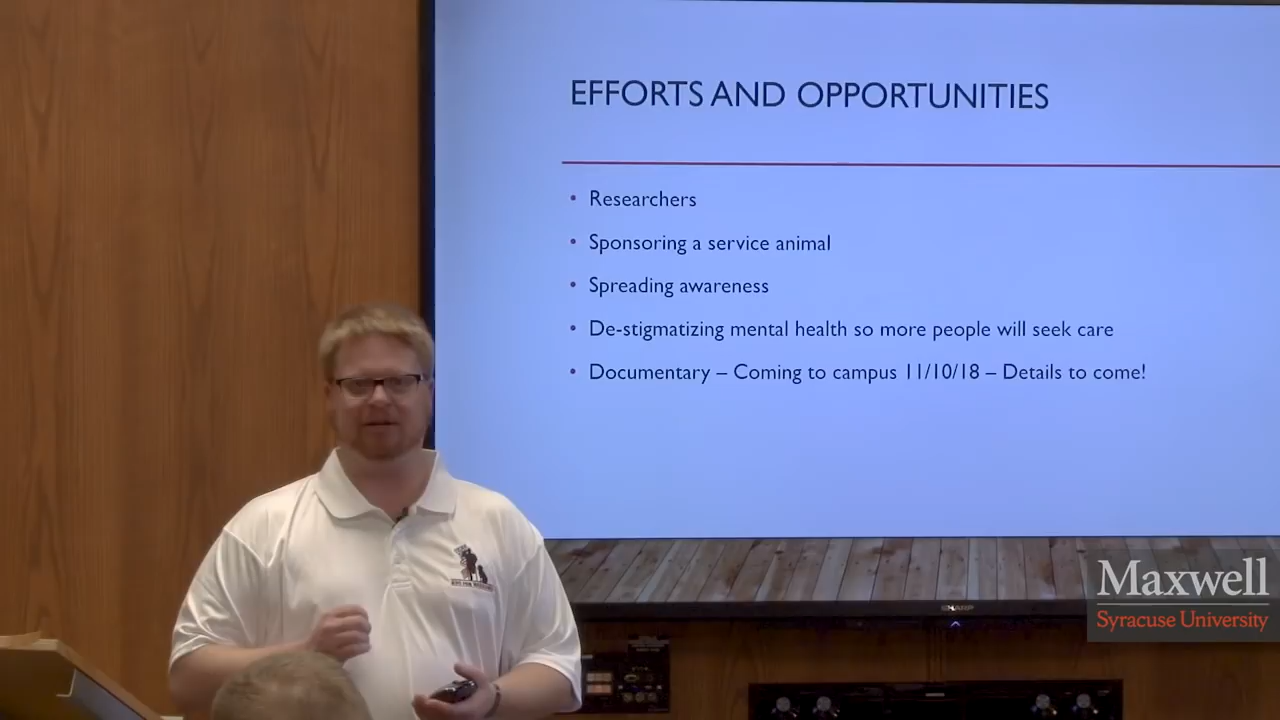 EFFORTS AND OPPORTUNITIES
• Researchers
• Sponsoring a service animal
• Spreading awareness
• De-stigmatizing mental health so more people will seek care
• Documentary – Coming to campus 11/10/18 – Details to come!
SHARP
Maxwell
Syracuse University